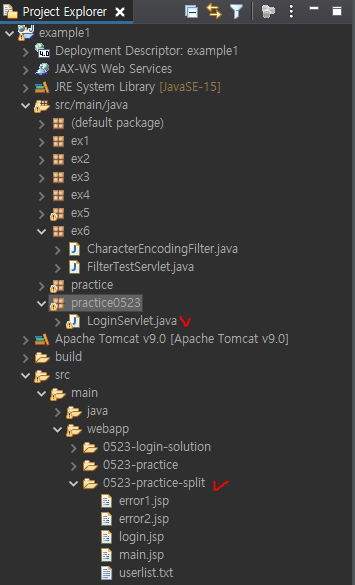 Project Explorer
example1
Deployment Descriptor: example1
JAX-WS Web Services
JRE System Library [JavaSE-15]
src/main/java
(default package)
ex1
ex2
ex3
ex4
ex5
ex6
CharacterEncodingFilter.java
FilterTestServlet.java
practice
practice0523
LoginServlet.java
Apache Tomcat v9.0 [Apache Tomcat v9.0]
build
src
main
java
webapp
0523-login-solution
0523-practice
0523-practice-split
error1.jsp
error2.jsp
login.jsp
main.jsp
userlist.txt